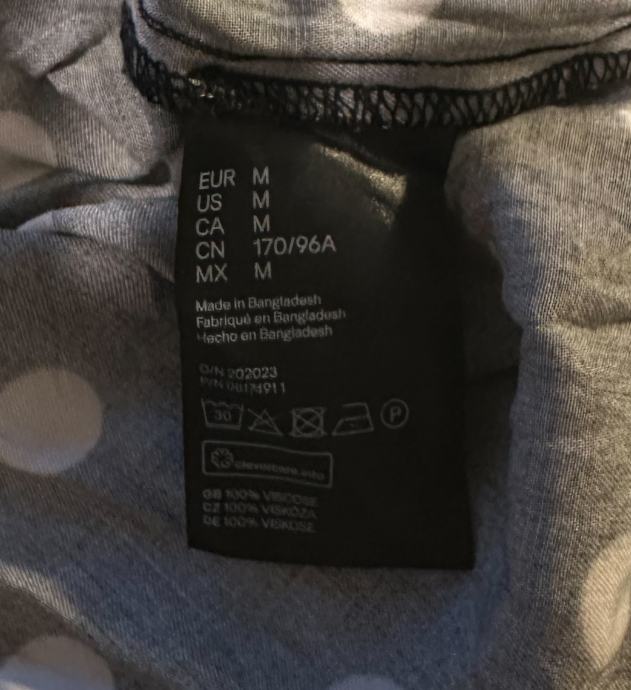 EUR M
US M
CA M
CN 170/96A
MX M
Made in Bangladesh
Fabriqué en Bangladesh
Hecho en Bangladesh
O/N 202023
P/N
30
P
clevercare.info
GB 100% VISCOSE
CZ 100% VISKÓZA
DE 100% VISKOSE